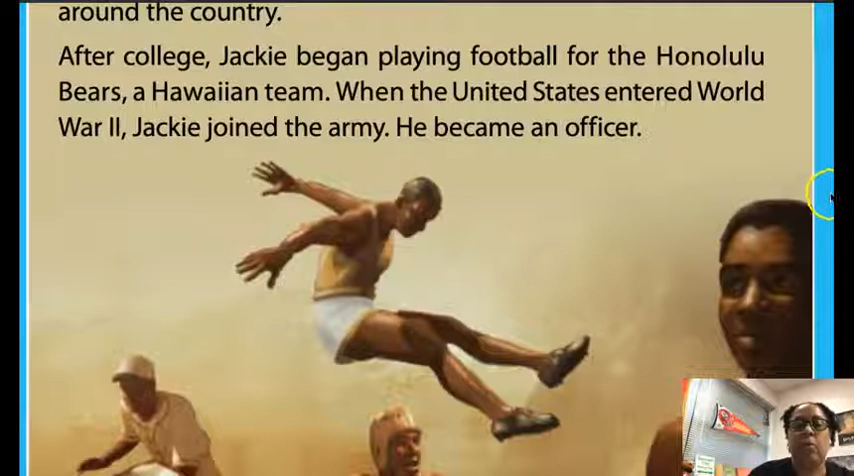 around the country.
After college, Jackie began playing football for the Honolulu
Bears, a Hawaiian team. When the United States entered World
War II, Jackie joined the army. He became an officer.